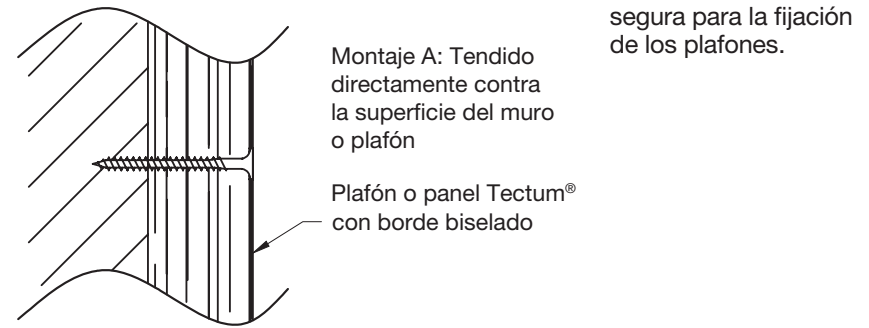 segura para la fijación
de los plafones.
Montaje A: Tendido
directamente contra
la superficie del muro
o plafón
Plafón o panel Tectum®
con borde biselado